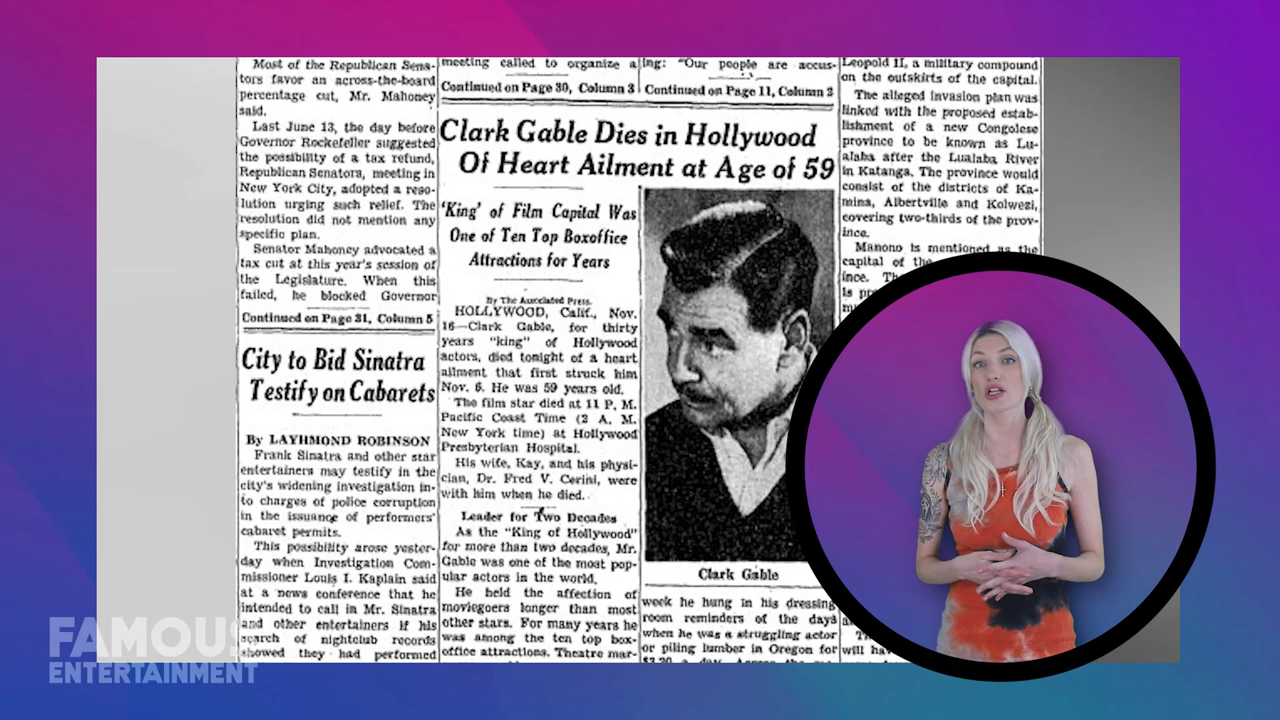 Most of the Republican Sena-
tors favor an across-the-board
percentage cut, Mr. Mahoney
said.
Last June 13, the day before
Governor Rockefeller suggested
the possibility of a tax refund,
Republican Senators, meeting in
New York City, adopted a reso-
lution urging such relief. The
resolution did not mention any
specific plan.
Senator Mahoney advocated a
tax cut at this year's session of
the Legislature. When this
failed, he blocked Governor
Continued on Page 31, Column 5
City to Bid Sinatra
Testify on Cabarets
By LAYHMOND ROBINSON
Frank Sinatra and other star
entertainers may testify in the
city's widening investigation in-
to charges of police corruption
in the issuance of performers'
cabaret permits.
This possibility arose yester-
day when Investigation Com-
missioner Louis I. Kaplain said
at a news conference that he
intended to call in Mr. Sinatra
and other entertainers if his
search of nightclub records
showed they had performed
meeting called to organize a
Continued on Page 30, Column 3
ing: "Our people are accus-
Continued on Page 11, Column 2
Clark Gable Dies in Hollywood
Of Heart Ailment at Age of 59
'King' of Film Capital Was
One of Ten Top Boxoffice
Attractions for Years
By The Associated Press.
HOLLYWOOD, Calif., Nov.
16—Clark Gable, for thirty
years "king" of Hollywood
actors, died tonight of a heart
ailment that first struck him
Nov. 6. He was 59 years old.
The film star died at 11 P. M.
Pacific Coast Time (2 A. M.
New York time) at Hollywood
Presbyterian Hospital.
His wife, Kay, and his physi-
cian, Dr. Fred V. Cerini, were
with him when he died.
Leader for Two Decades
As the "King of Hollywood"
for more than two decades, Mr.
Gable was one of the most pop-
ular actors in the world.
He held the affection of
moviegoers longer than most
other stars. For many years he
was among the ten top box-
office attractions. Theatre mar-
Clark Gable
week he hung in his dressing
room reminders of the days
when he was a struggling actor
or piling lumber in Oregon for
$3.20 a day.
Leopold II, a military compound
on the outskirts of the capital.
The alleged invasion plan was
linked with the proposed estab-
lishment of a new Congolese
province to be known as Lu-
alaba after the Lualaba River
in Katanga. The province would
consist of the districts of Ka-
mina, Albertville and Kolwezi,
covering two-thirds of the prov-
ince.
Manono is mentioned as the
capital of the
ince.
is
will
FAMOUS
ENTERTAINMENT